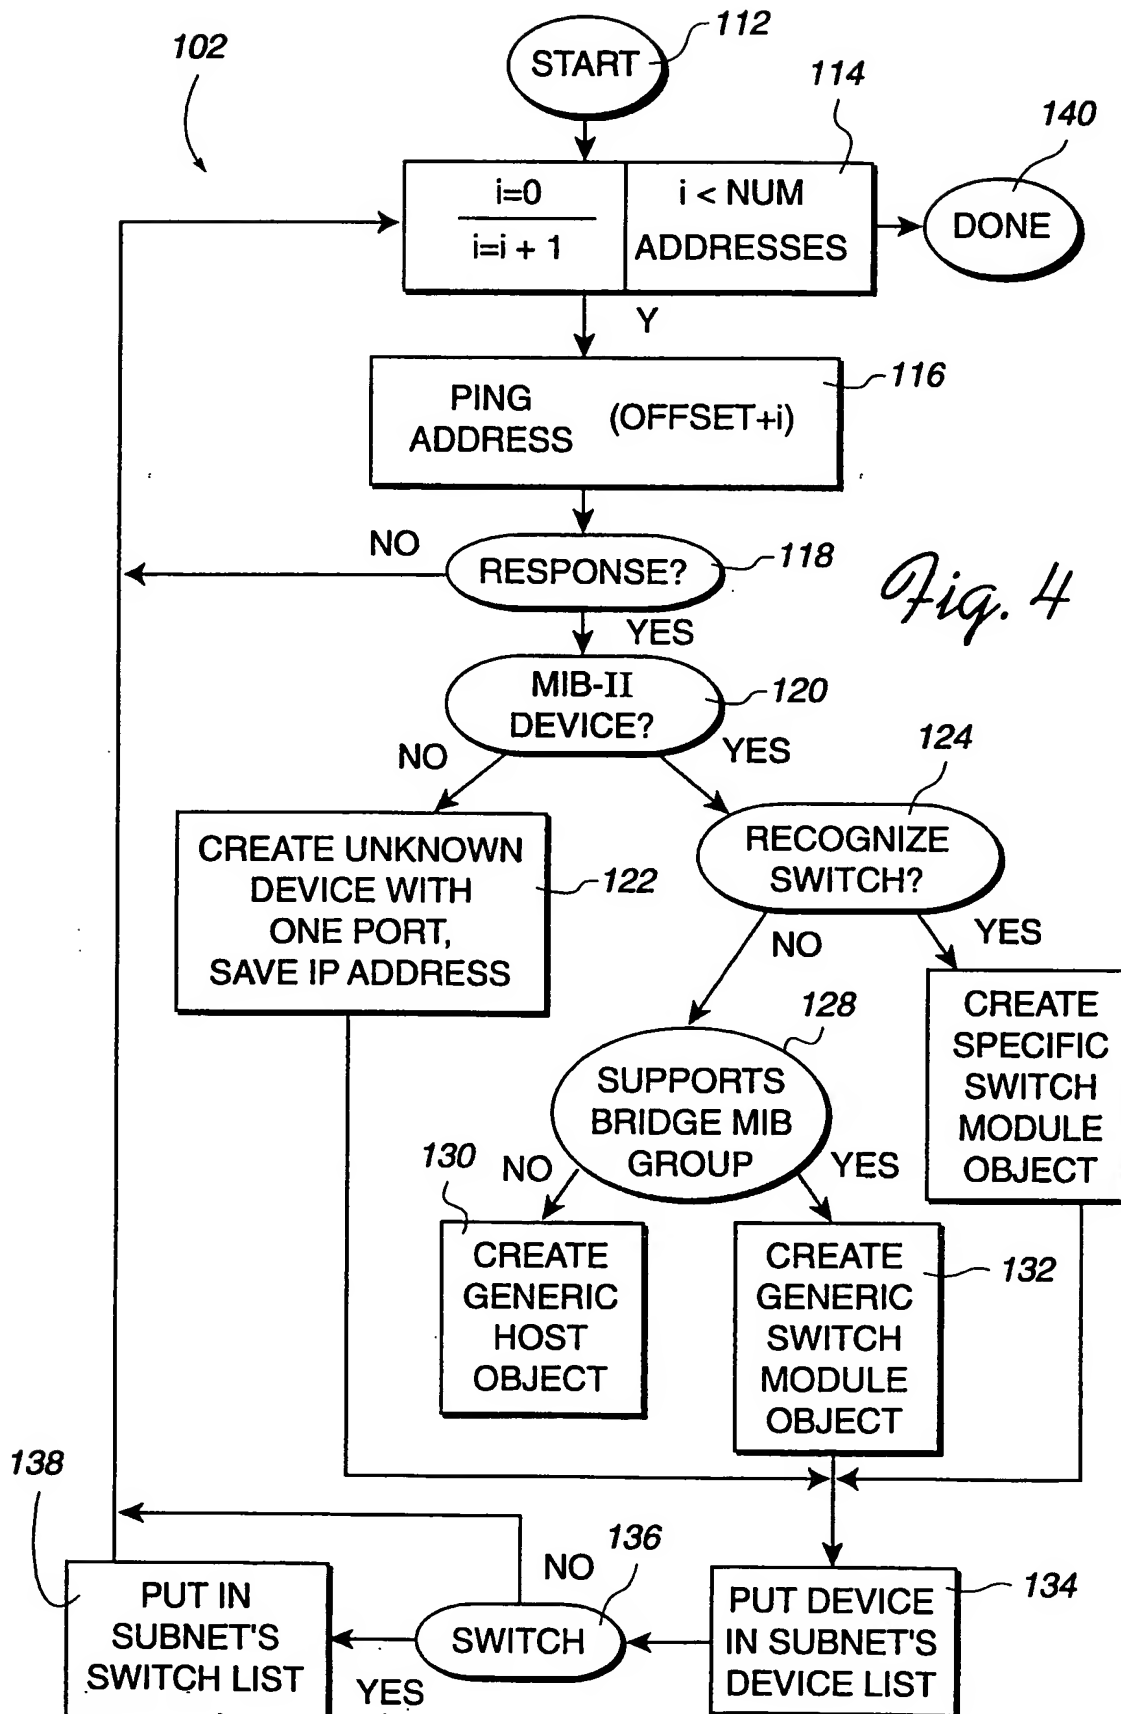 102
START
112
114
140
i=0
i=i + 1
i < NUM
ADDRESSES
DONE
Y
PING
ADDRESS
(OFFSET+i)
116
NO
RESPONSE?
118
Fig. 4
YES
MIB-II
DEVICE?
120
NO
YES
124
CREATE UNKNOWN
DEVICE WITH
ONE PORT,
SAVE IP ADDRESS
122
RECOGNIZE
SWITCH?
NO
YES
128
SUPPORTS
BRIDGE MIB
GROUP
CREATE
SPECIFIC
SWITCH
MODULE
OBJECT
130
NO
YES
CREATE
GENERIC
HOST
OBJECT
CREATE
GENERIC
SWITCH
MODULE
OBJECT
132
138
NO
136
PUT IN
SUBNET'S
SWITCH LIST
YES
SWITCH
PUT DEVICE
IN SUBNET'S
DEVICE LIST
134